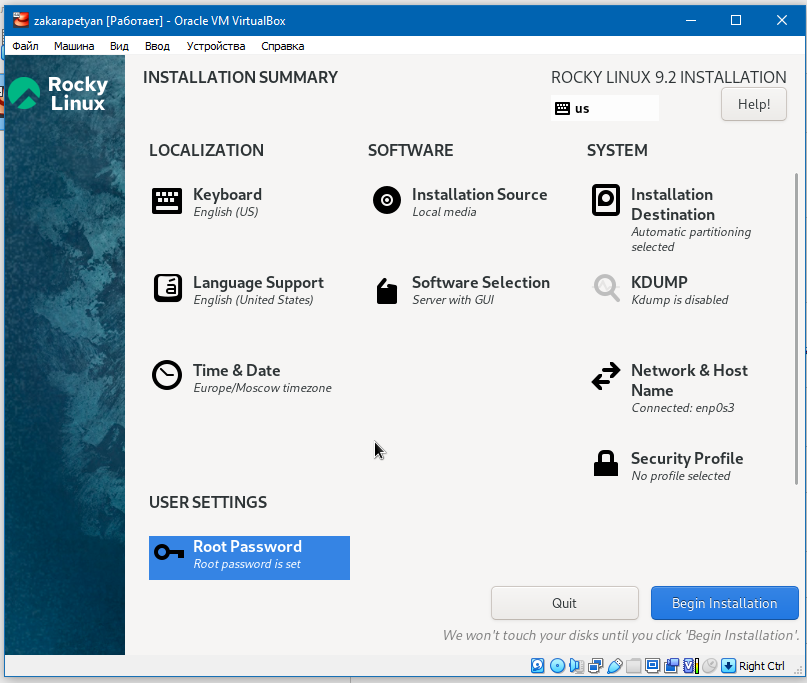 zakarapetyan [Работает] - Oracle VM VirtualBox
Файл Машина Вид Ввод Устройства Справка
Rocky
Linux
INSTALLATION SUMMARY
ROCKY LINUX 9.2 INSTALLATION
us
Help!
LOCALIZATION
Keyboard
English (US)
Language Support
English (United States)
Time & Date
Europe/Moscow timezone
SOFTWARE
Installation Source
Local media
Software Selection
Server with GUI
SYSTEM
Installation
Destination
Automatic partitioning
selected
KDUMP
Kdump is disabled
Network & Host
Name
Connected: enp0s3
Security Profile
No profile selected
USER SETTINGS
Root Password
Root password is set
Quit
Begin Installation
We won't touch your disks until you click 'Begin Installation'.
Right Ctrl